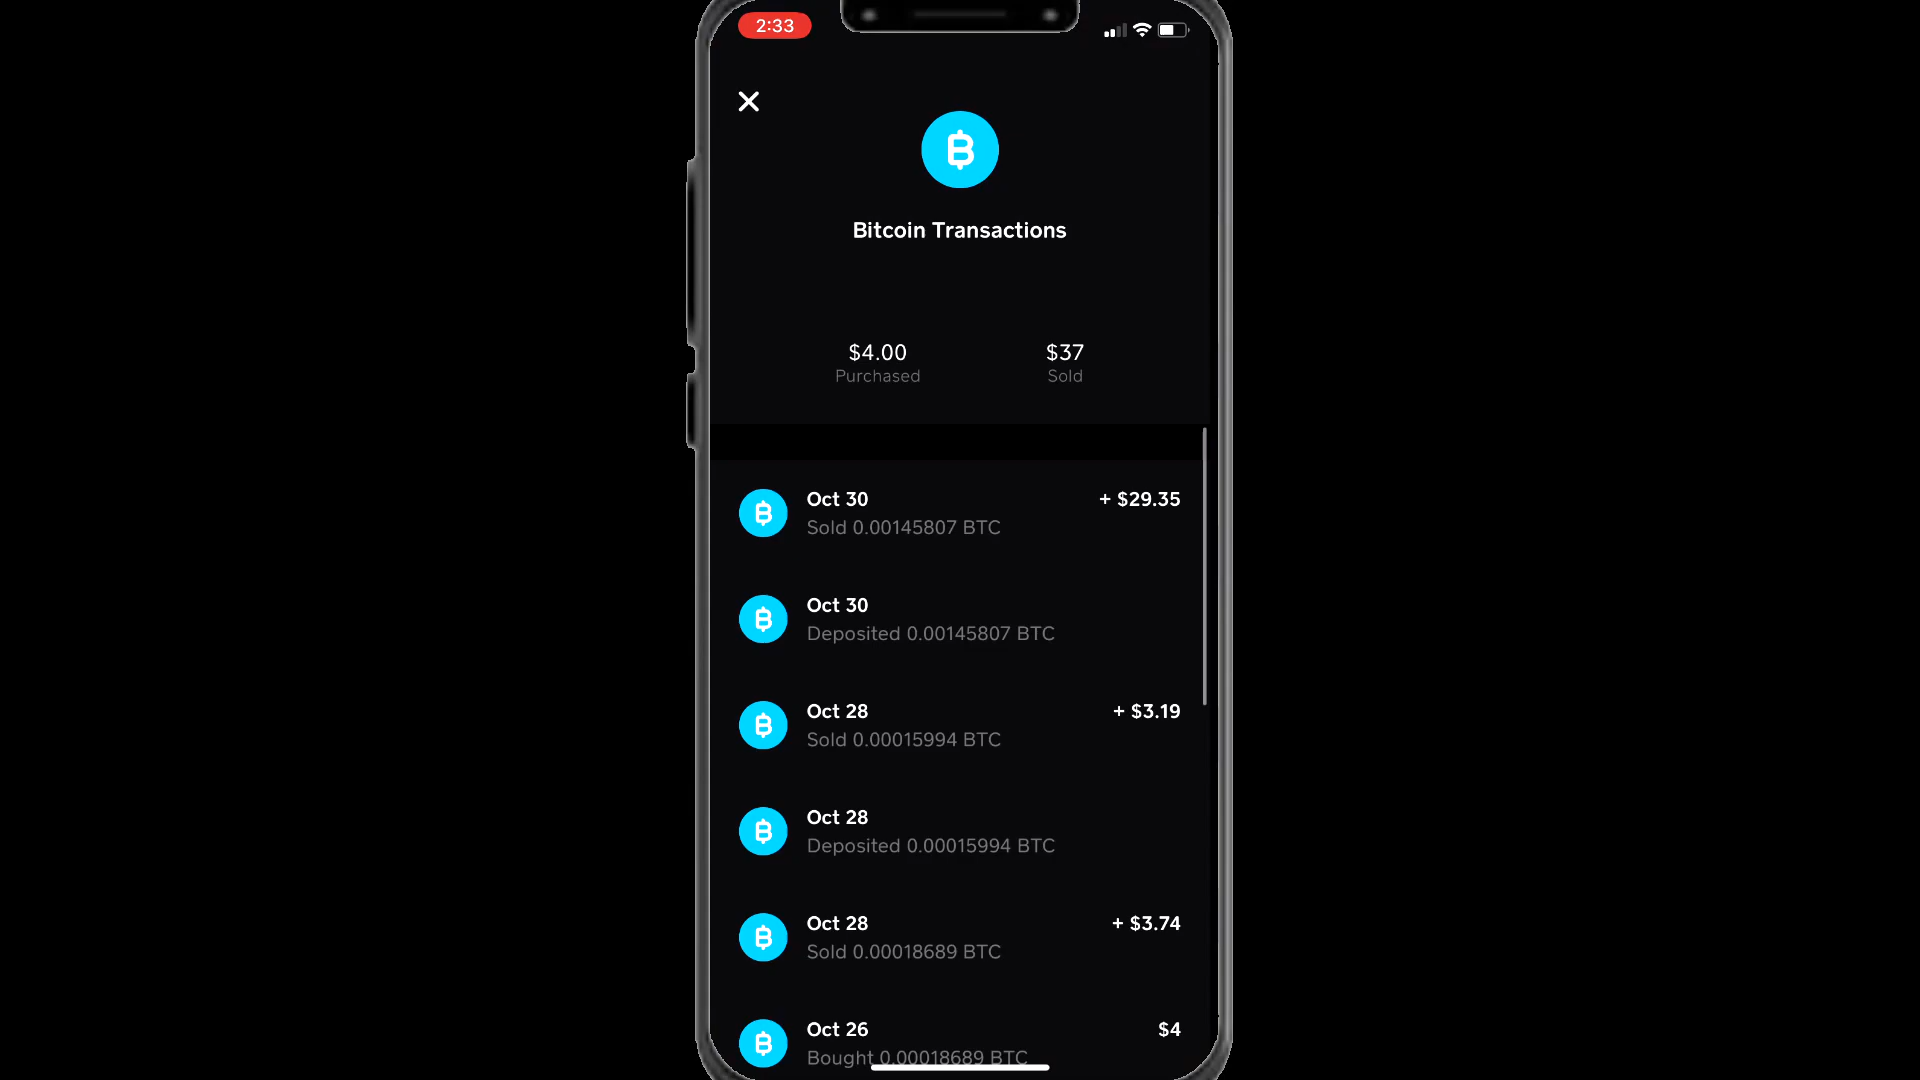 2:33
Bitcoin Transactions
$4.00 $37
Purchased Sold
Oct 30 + $29.35
Sold 0.00145807 BTC
Oct 30
Deposited 0.00145807 BTC
Oct 28 + $3.19
Sold 0.00015994 BTC
Oct 28
Deposited 0.00015994 BTC
Oct 28 + $3.74
Sold 0.00018689 BTC
Oct 26 $4
Bought 0.00018689 BTC